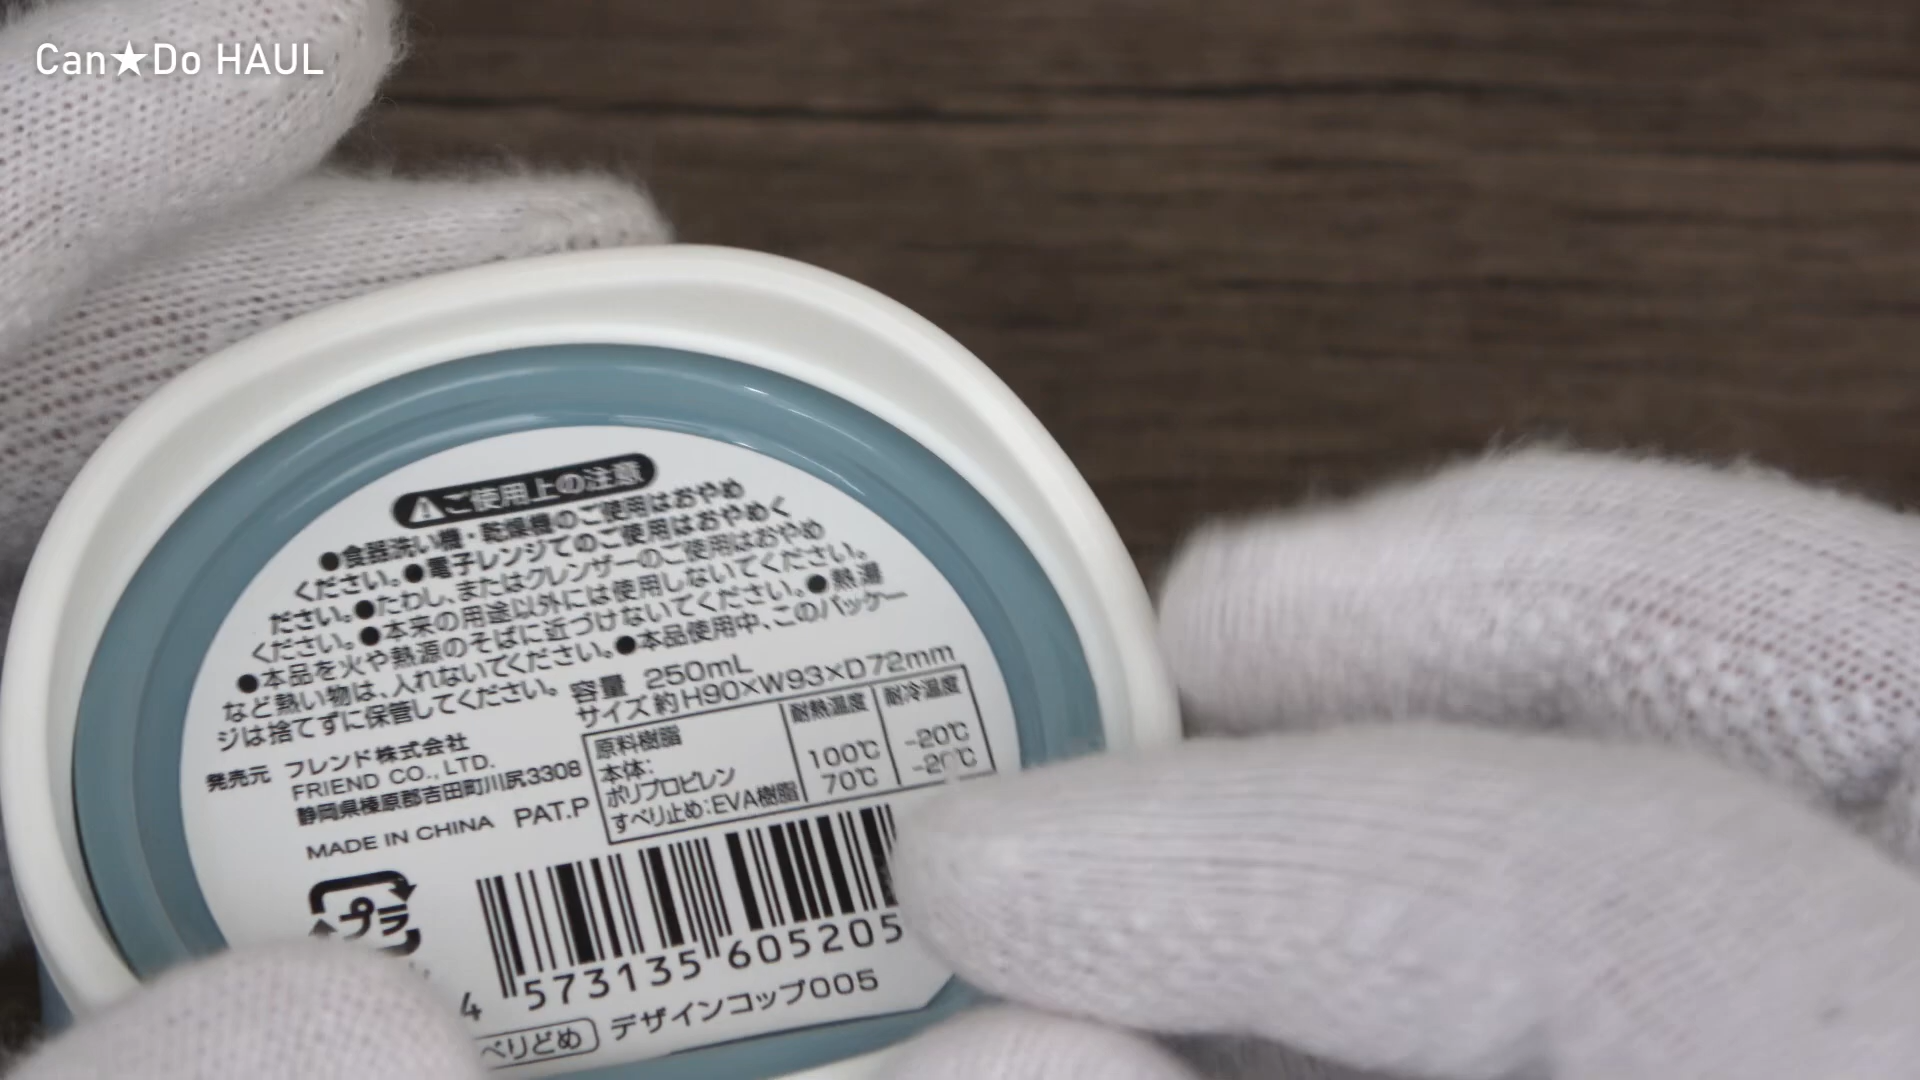 Can★Do HAUL
⚠ご使用上の注意
●食器洗い機・乾燥機のご使用はおやめ
ください。●電子レンジでのご使用はおやめく
ださい。●たわし、またはクレンザーのご使用はおやめ
ください。●本来の用途以外には使用しないでください。
●本品を火や熱源のそばに近づけないでください。●熱湯
など熱い物は、入れないでください。●本品使用中、このパッケー
ジは捨てずに保管してください。
容量 250mL
サイズ 約H90×W93×D72mm
耐熱温度 耐冷温度
原料樹脂
本体:
ポリプロピレン 100℃ -20℃
すべり止め:EVA樹脂 70℃ -20℃
発売元 フレンド株式会社
FRIEND CO., LTD.
静岡県榛原郡吉田町川尻3308
MADE IN CHINA PAT.P
プラ
4 573135 605205
べりどめ デザインコップ005